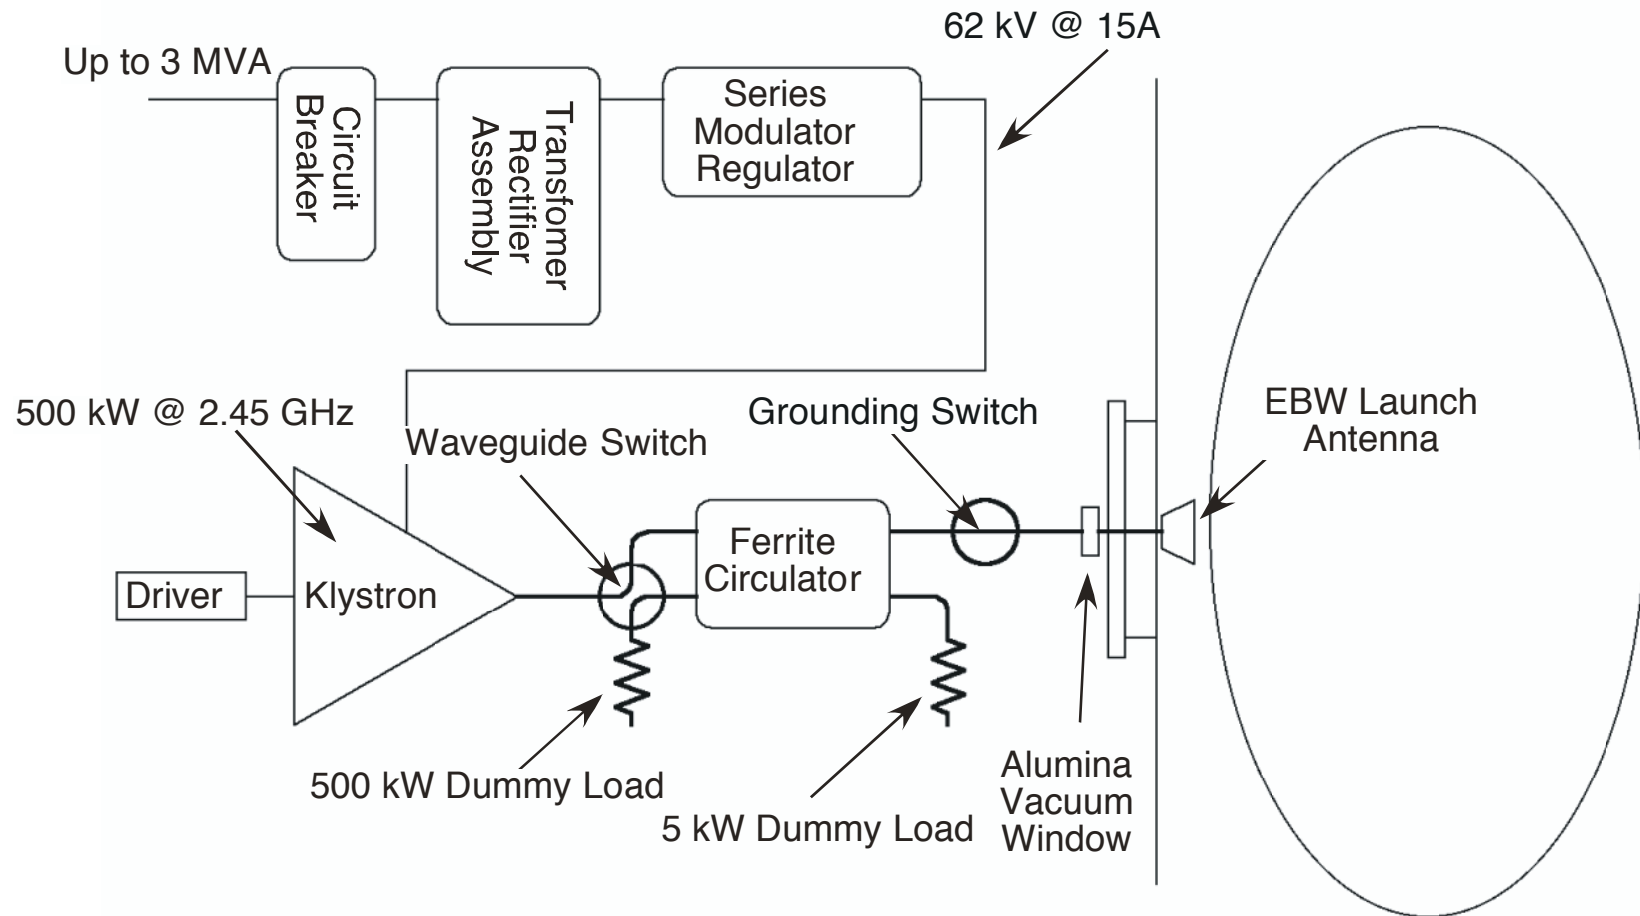 62 kV @ 15A
Up to 3 MVA
Circuit
Breaker
Transfomer
Rectifier
Assembly
Series
Modulator
Regulator
500 kW @ 2.45 GHz
Waveguide Switch
Grounding Switch
EBW Launch
Antenna
Driver
Klystron
Ferrite
Circulator
500 kW Dummy Load
5 kW Dummy Load
Alumina
Vacuum
Window